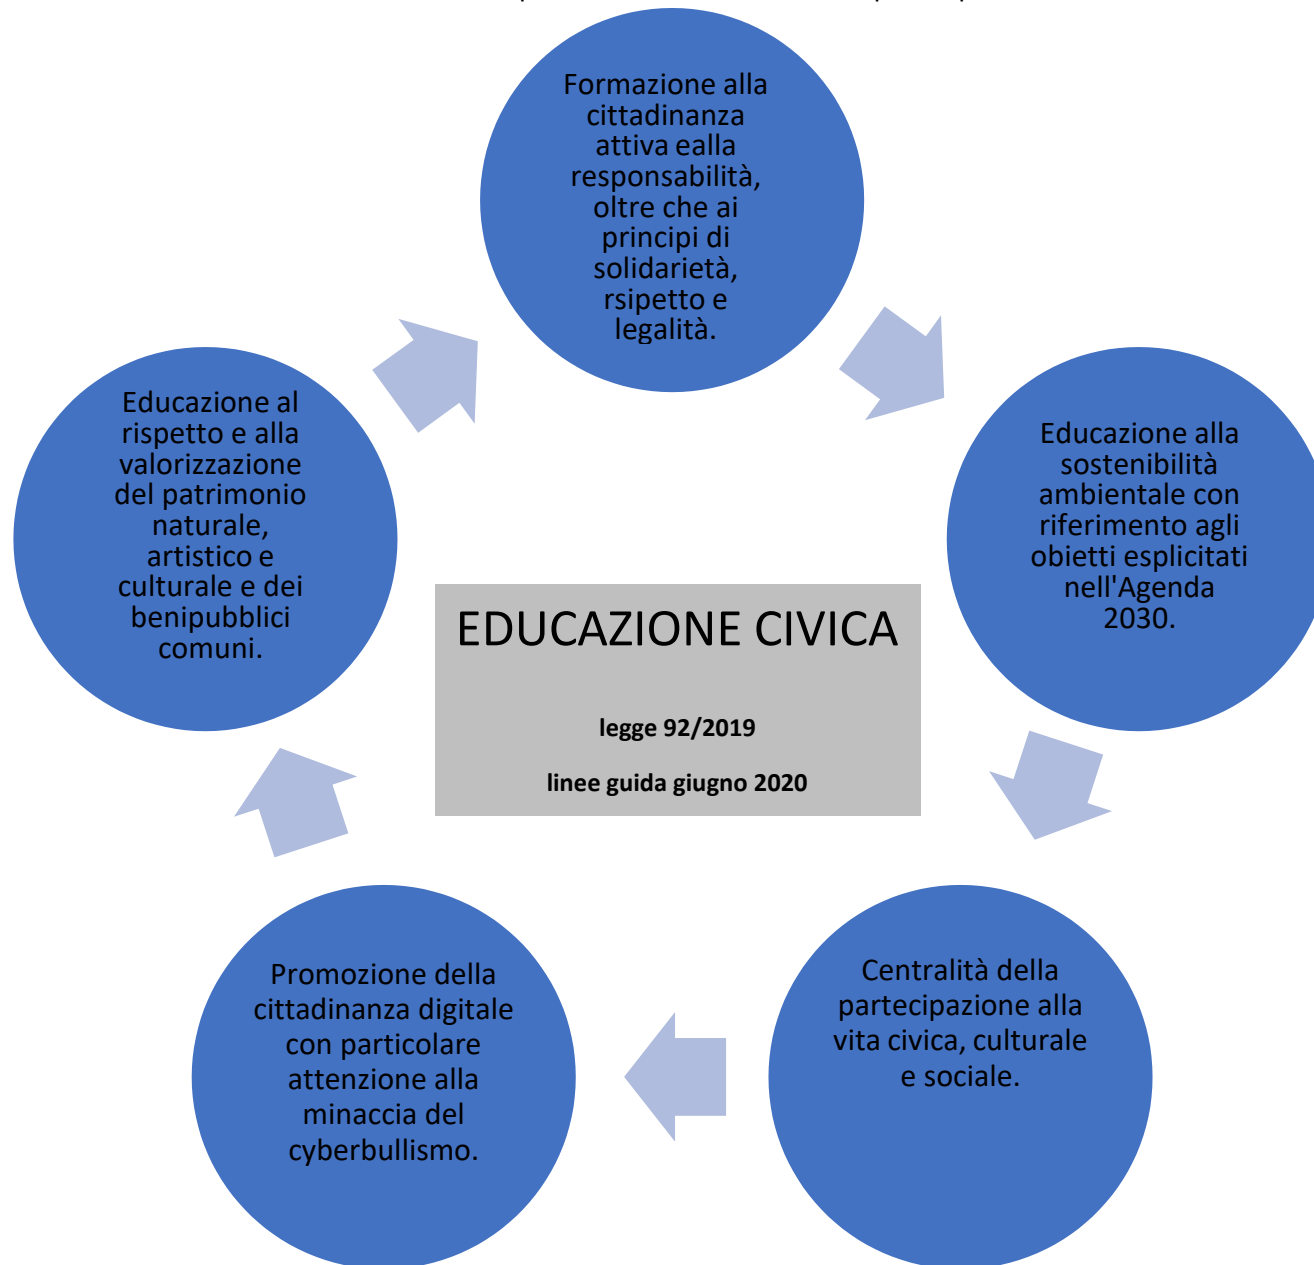 Formazione alla
cittadinanza
attiva ealla
responsabilità,
oltre che ai
principi di
solidarietà,
rsipetto e
legalità.
Educazione alla
sostenibilità
ambientale con
riferimento agli
obietti esplicitati
nell'Agenda
2030.
Centralità della
partecipazione alla
vita civica, culturale
e sociale.
Promozione della
cittadinanza digitale
con particolare
attenzione alla
minaccia del
cyberbullismo.
Educazione al
rispetto e alla
valorizzazione
del patrimonio
naturale,
artistico e
culturale e dei
benipubblici
comuni.
EDUCAZIONE CIVICA
legge 92/2019
linee guida giugno 2020